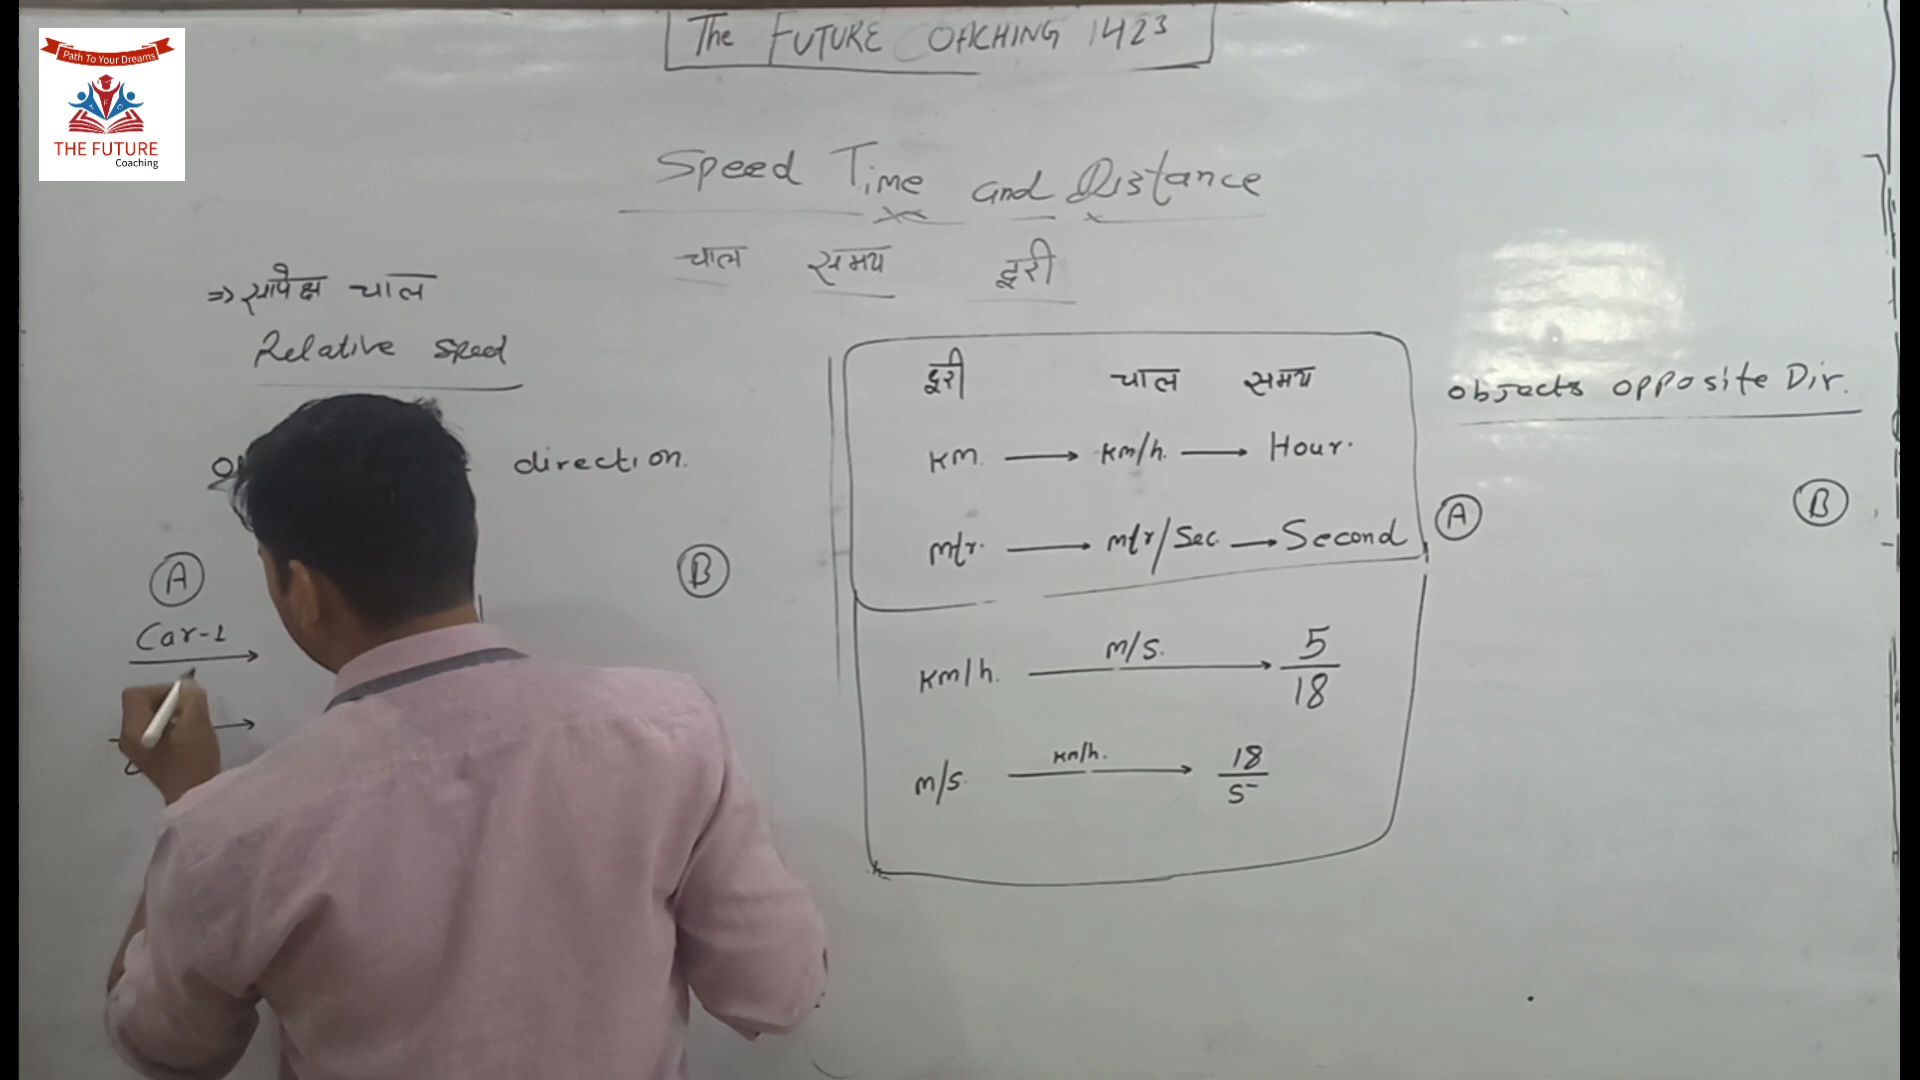 Path To Your Dreams
THE FUTURE
Coaching
The FUTURE COACHING 1423
Speed Time and Distance
चाल समय दूरी
⇒ सापेक्ष चाल
Relative Speed
direction.
A B
Car-1
दूरी चाल समय
KM. → KM/h. → Hour.
Mtr. → Mtr/Sec. → Second
KM/h. M/S. → 5/18
M/S. KM/h. → 18/5
Objects opposite Dir.
A B